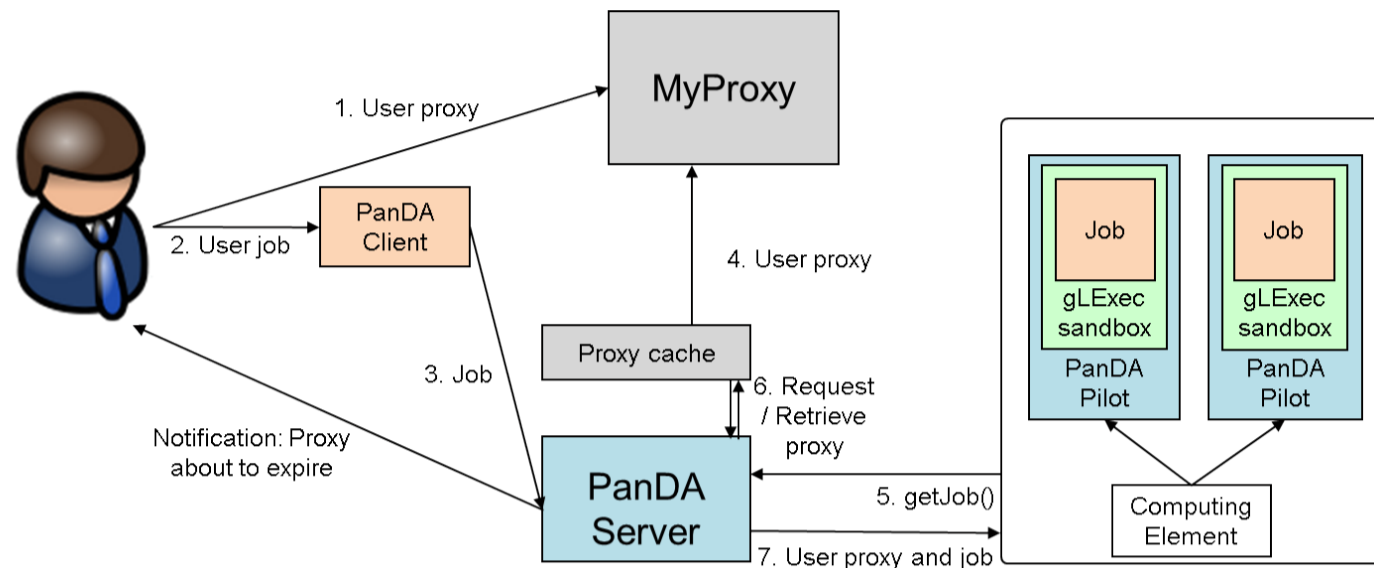 MyProxy
1. User proxy
PanDA
Client
2. User job
4. User proxy
3. Job
Proxy cache
6. Request
/ Retrieve
proxy
Notification: Proxy
about to expire
PanDA
Server
5. getJob()
7. User proxy and job
Job
gLExec
sandbox
PanDA
Pilot
Job
gLExec
sandbox
PanDA
Pilot
Computing
Element